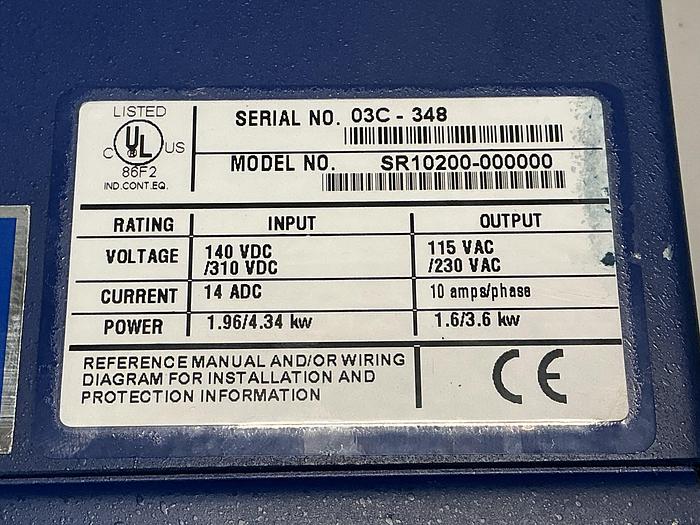 LISTED
C UL ® US
86F2
IND.CONT.EQ.
SERIAL NO. 03C - 348
MODEL NO. SR10200-000000
RATING INPUT OUTPUT
VOLTAGE 140 VDC 115 VAC
/310 VDC /230 VAC
CURRENT 14 ADC 10 amps/phase
POWER 1.96/4.34 kw 1.6/3.6 kw
REFERENCE MANUAL AND/OR WIRING
DIAGRAM FOR INSTALLATION AND
PROTECTION INFORMATION
CE